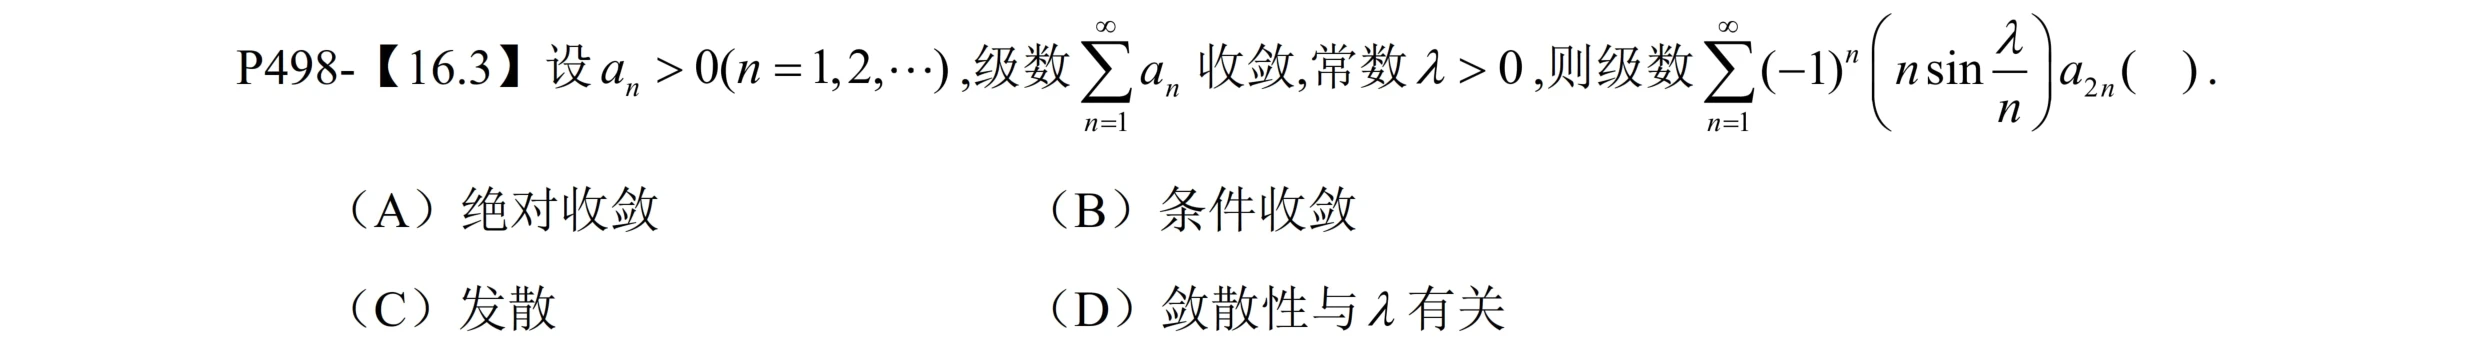 P498-【16.3】设 $a_n > 0(n = 1, 2, \cdots)$ ,级数 $\sum_{n=1}^{\infty} a_n$ 收敛,常数 $\lambda > 0$ ,则级数 $\sum_{n=1}^{\infty} (-1)^n \left( n \sin \frac{\lambda}{n} \right) a_{2n}$ ( ) .
（A）绝对收敛 （B）条件收敛
（C）发散 （D）敛散性与 $\lambda$ 有关